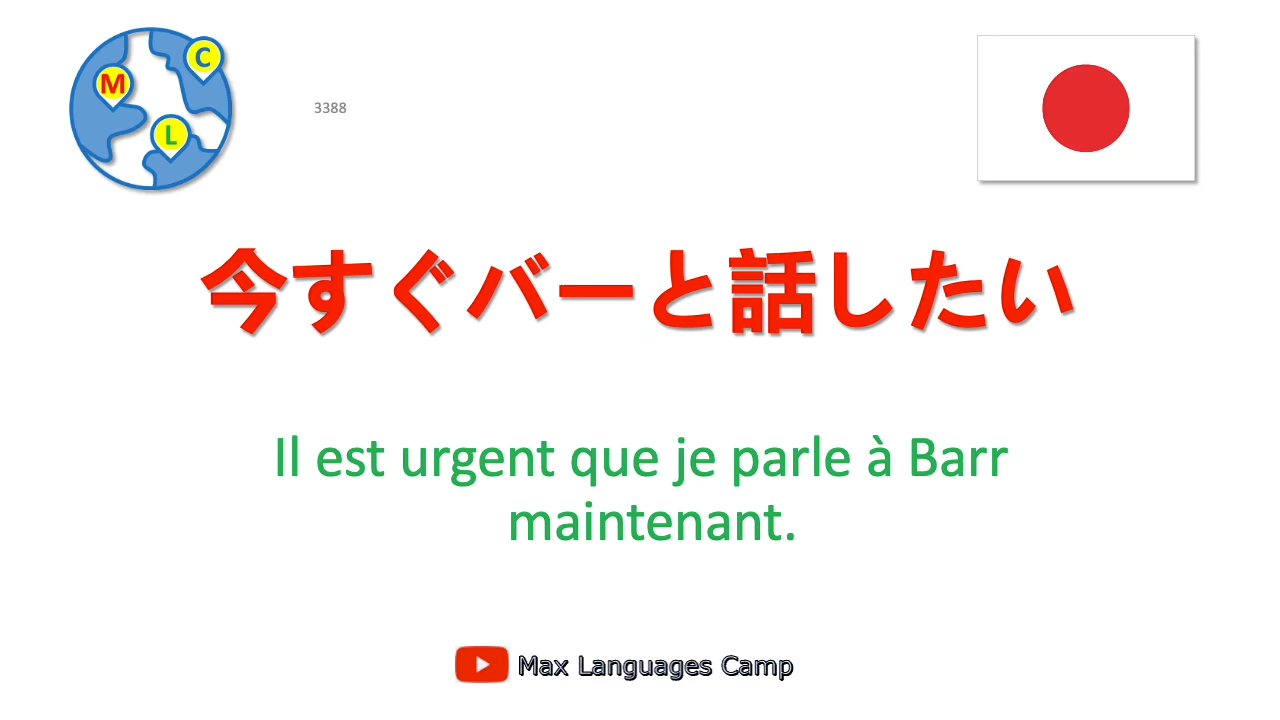 C
M
L
3388
今すぐバーと話したい
Il est urgent que je parle à Barr
maintenant.
Max Languages Camp